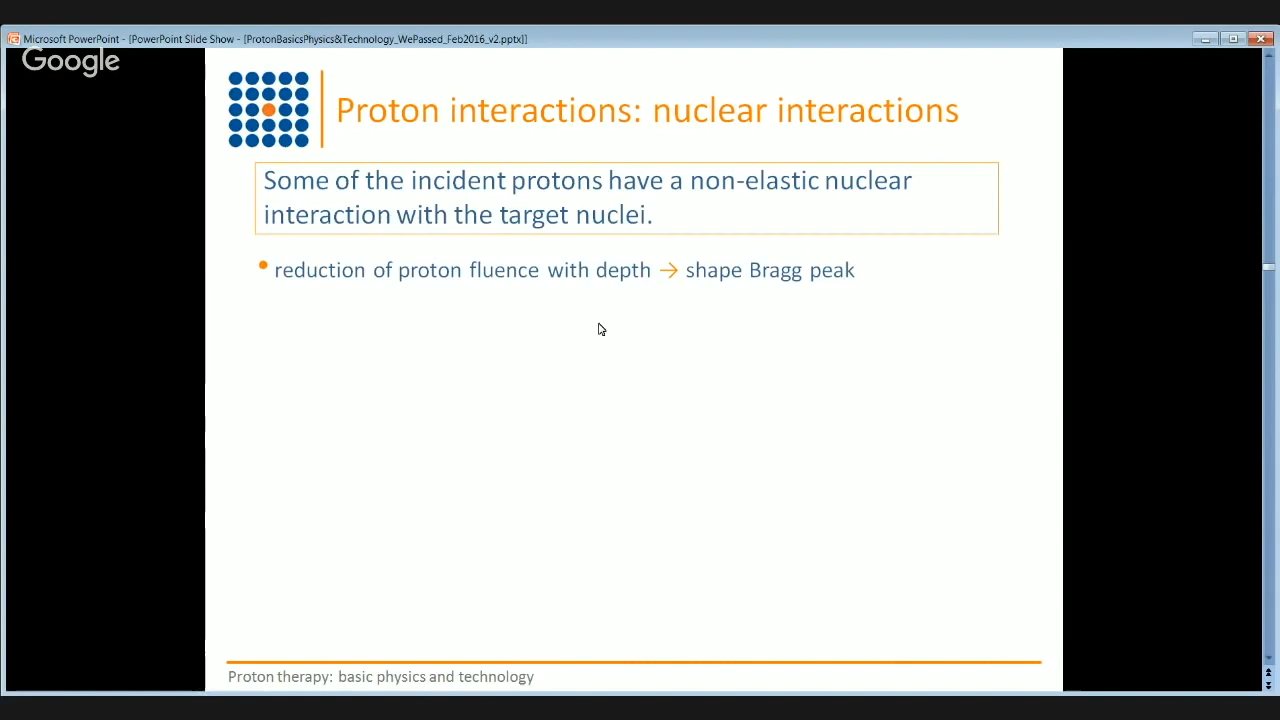 Microsoft PowerPoint - [PowerPoint Slide Show - [ProtonBasicsPhysics&Technology_WePassed_Feb2016_v2.pptx]]
Google
Proton interactions: nuclear interactions
Some of the incident protons have a non-elastic nuclear
interaction with the target nuclei.
• reduction of proton fluence with depth → shape Bragg peak
Proton therapy: basic physics and technology